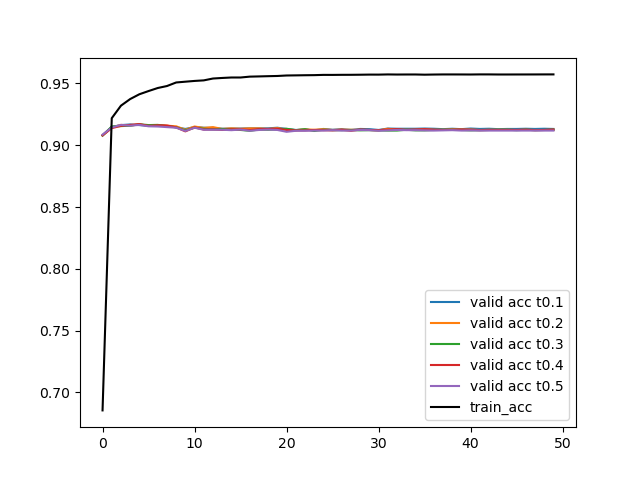 0.95
0.90
0.85
0.80
0.75
0.70
0 10 20 30 40 50
valid acc t0.1
valid acc t0.2
valid acc t0.3
valid acc t0.4
valid acc t0.5
train_acc